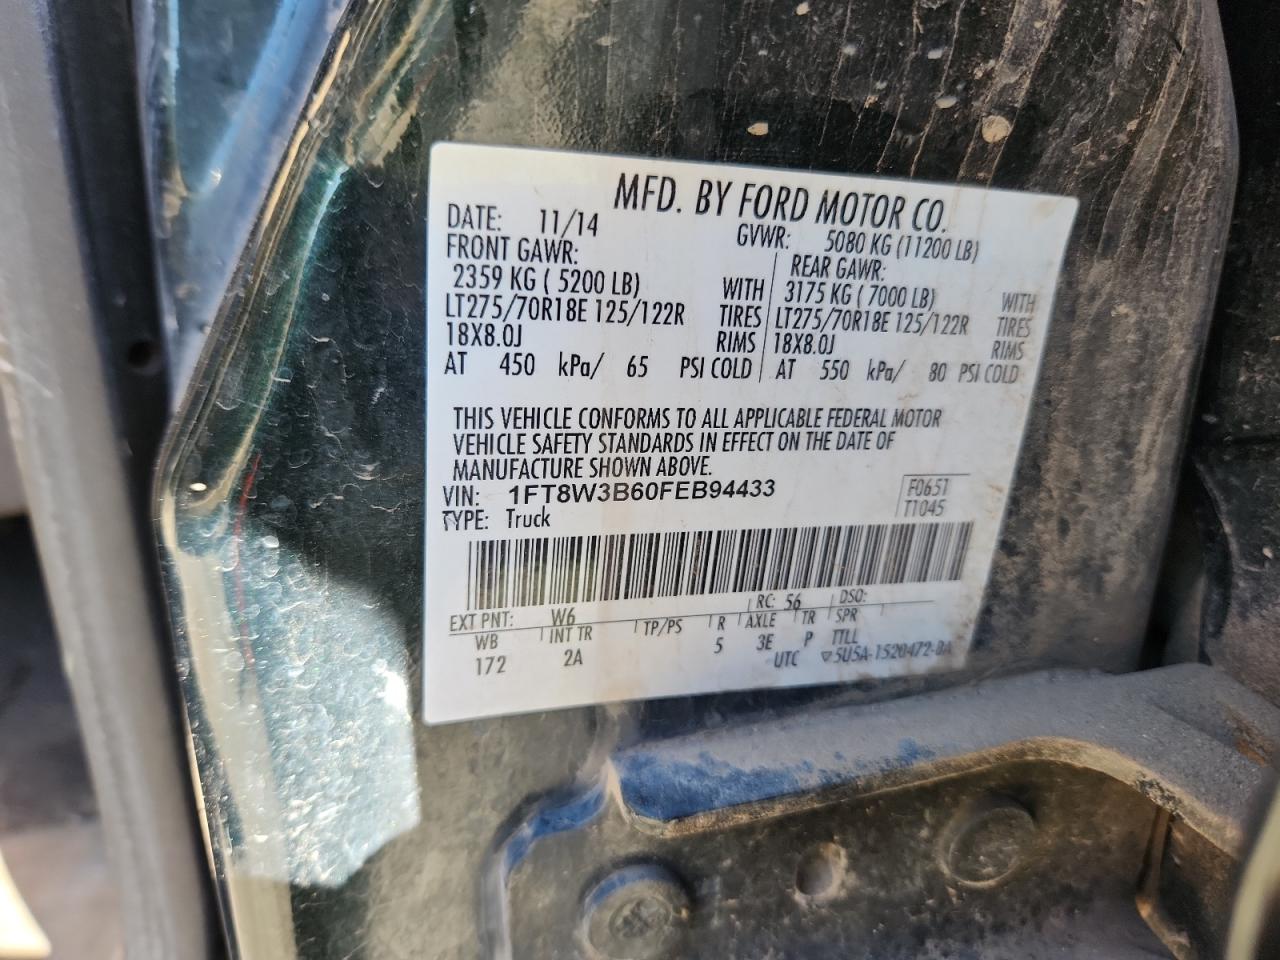 MFD. BY FORD MOTOR CO.
DATE: 11/14 GVWR: 5080 KG (11200 LB)
FRONT GAWR: REAR GAWR:
2359 KG ( 5200 LB) WITH 3175 KG ( 7000 LB) WITH
LT275/70R18E 125/122R TIRES LT275/70R18E 125/122R TIRES
18X8.0J RIMS 18X8.0J RIMS
AT 450 kPa/ 65 PSI COLD AT 550 kPa/ 80 PSI COLD
THIS VEHICLE CONFORMS TO ALL APPLICABLE FEDERAL MOTOR
VEHICLE SAFETY STANDARDS IN EFFECT ON THE DATE OF
MANUFACTURE SHOWN ABOVE.
VIN: 1FT8W3B60FEB94433 F0651
TYPE: Truck T1045
EXT PNT: W6 RC: 56 DSO:
WB INT TR TP/PS R AXLE TR SPR
172 2A 5 3E P TTLL
UTC ▽5U5A-1520472-DA